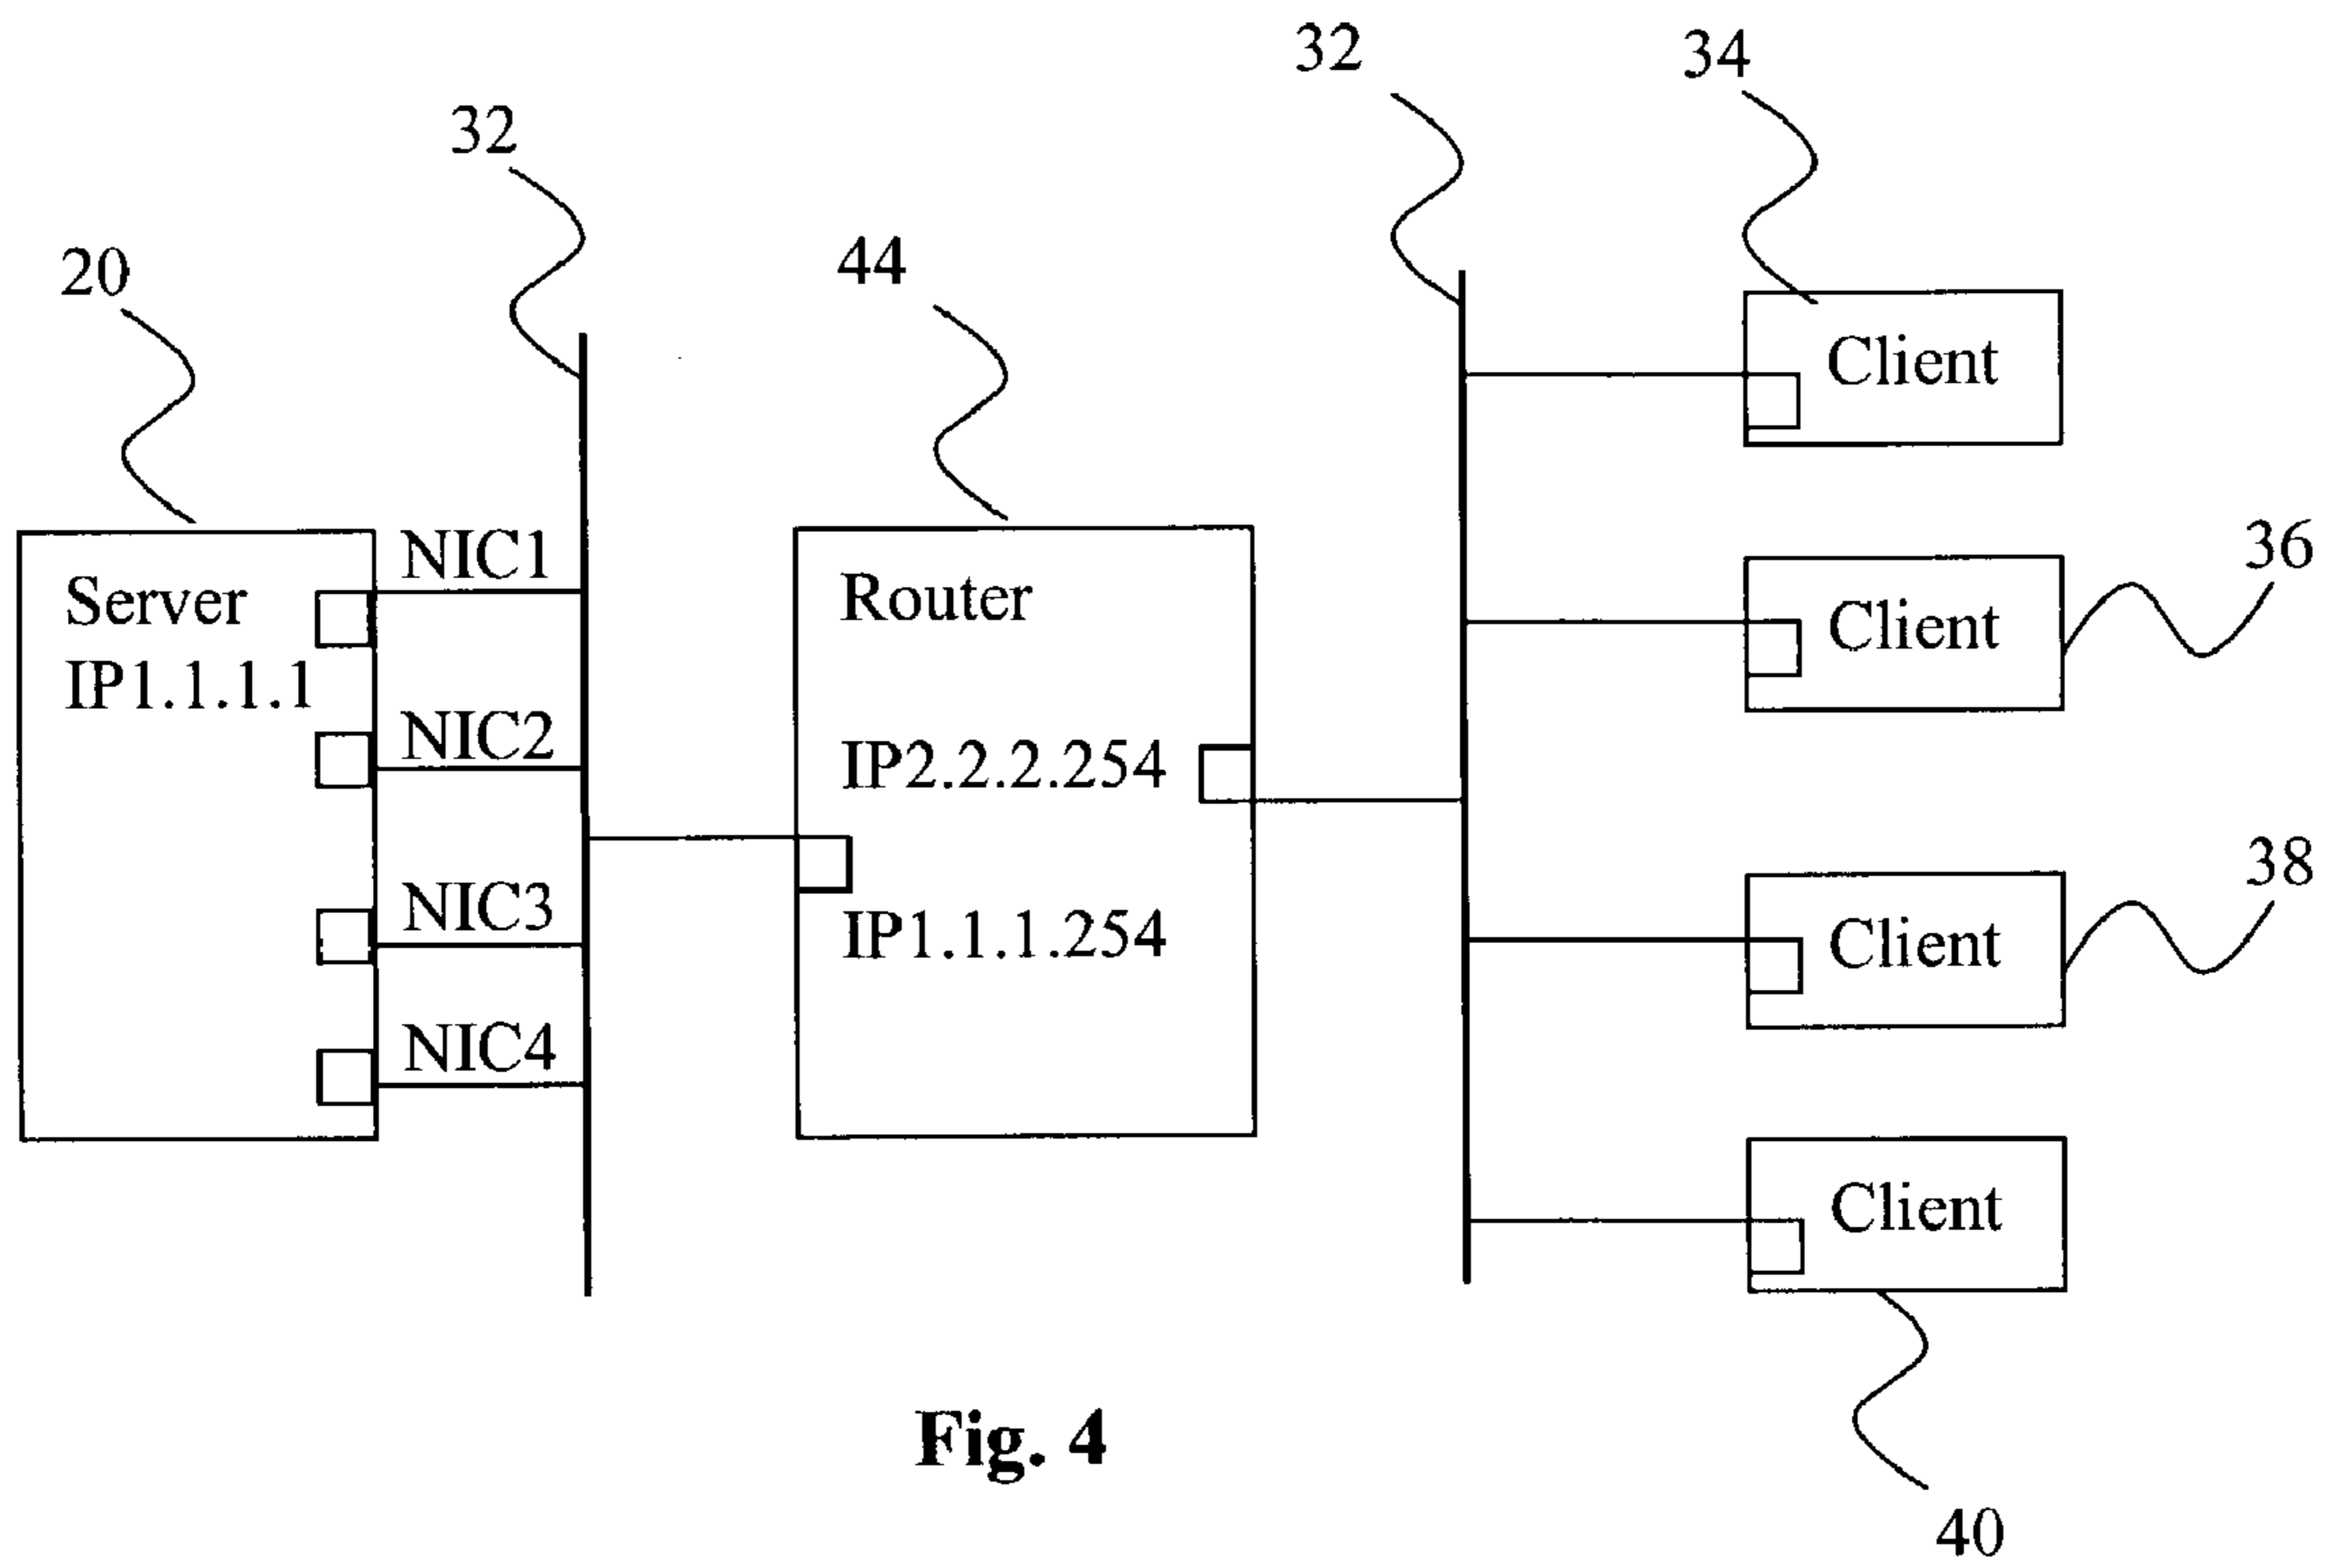 32
34
32
20
44
Client
36
Server
IP1.1.1.1
NIC1
NIC2
NIC3
NIC4
Router
IP2.2.2.254
IP1.1.1.254
Client
38
Client
Client
40
Fig. 4